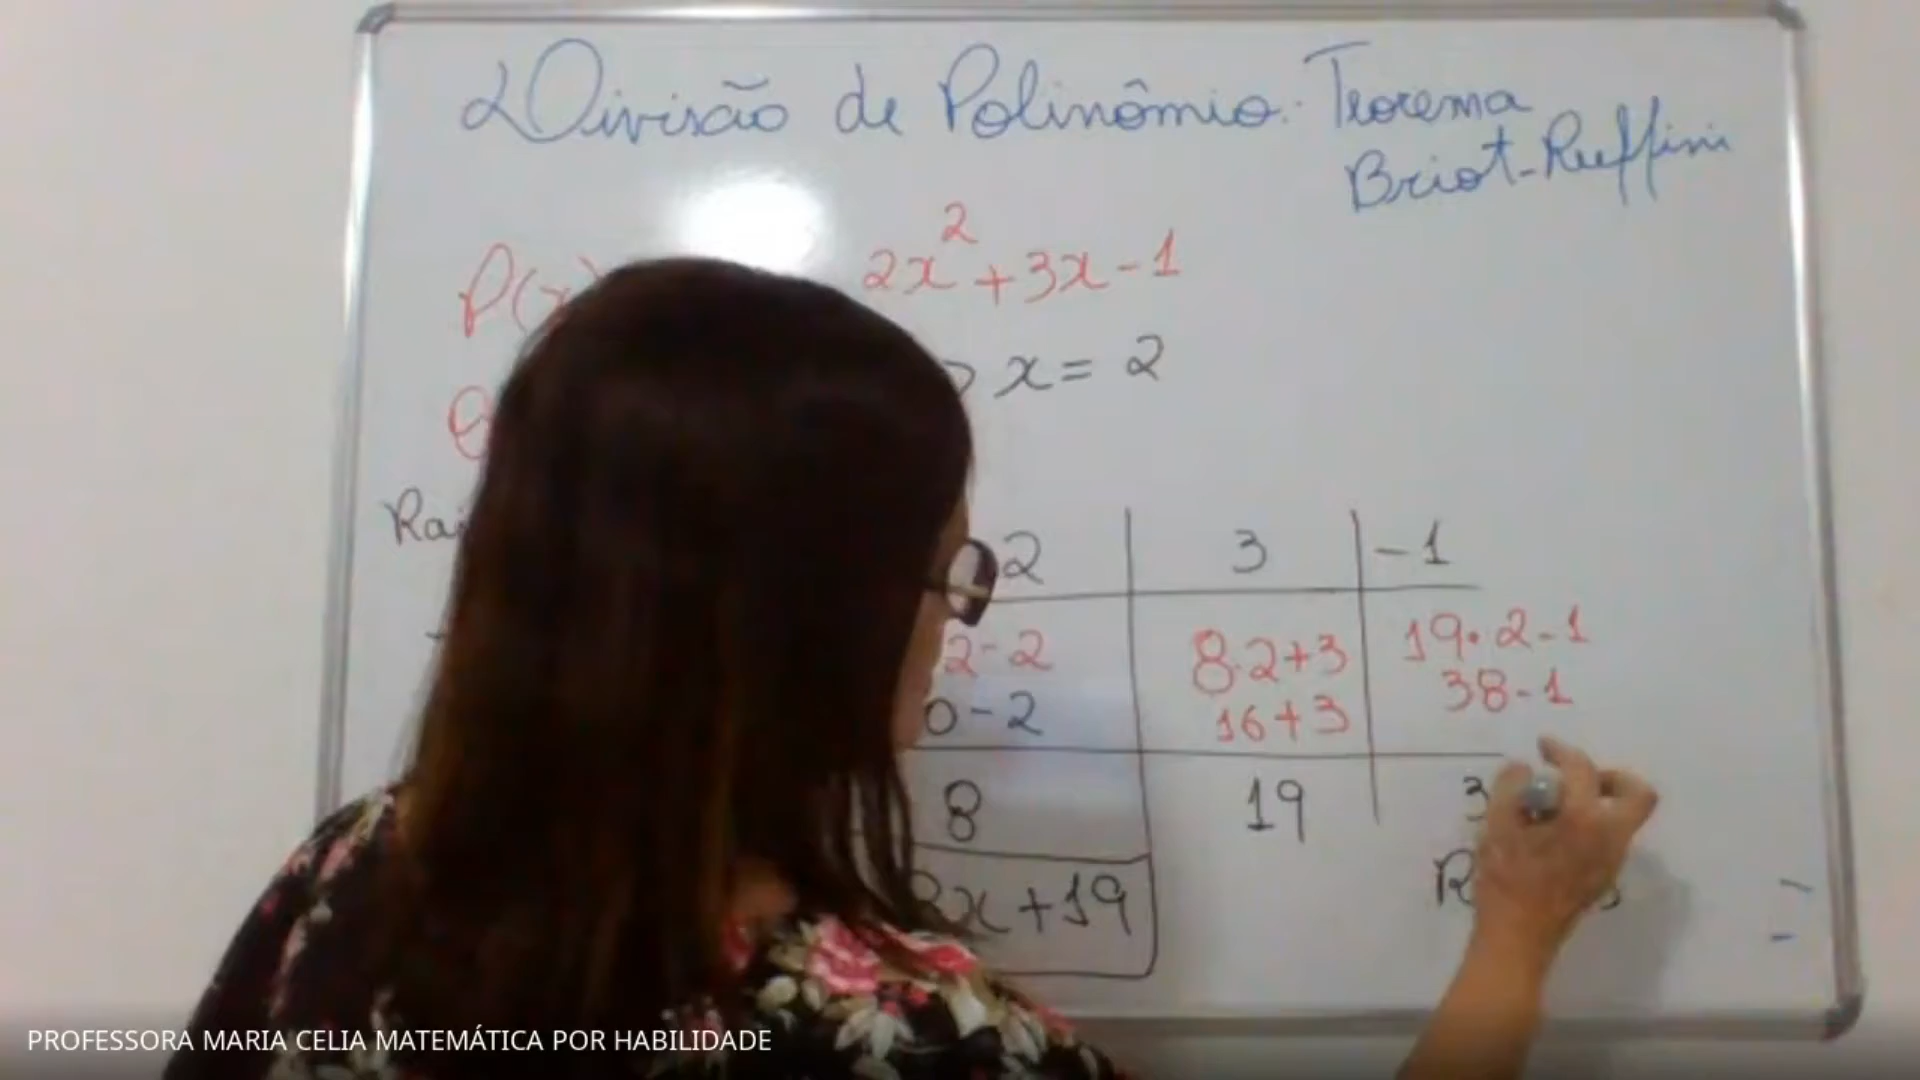 Divisão de Polinômio. Teorema
Briot-Ruffini
P(x) 2x²+3x-1
x = 2
2 3 -1
2-2 8.2+3 19.2-1
0-2 16+3 38-1
8 19 3
x+19
PROFESSORA MARIA CELIA MATEMÁTICA POR HABILIDADE